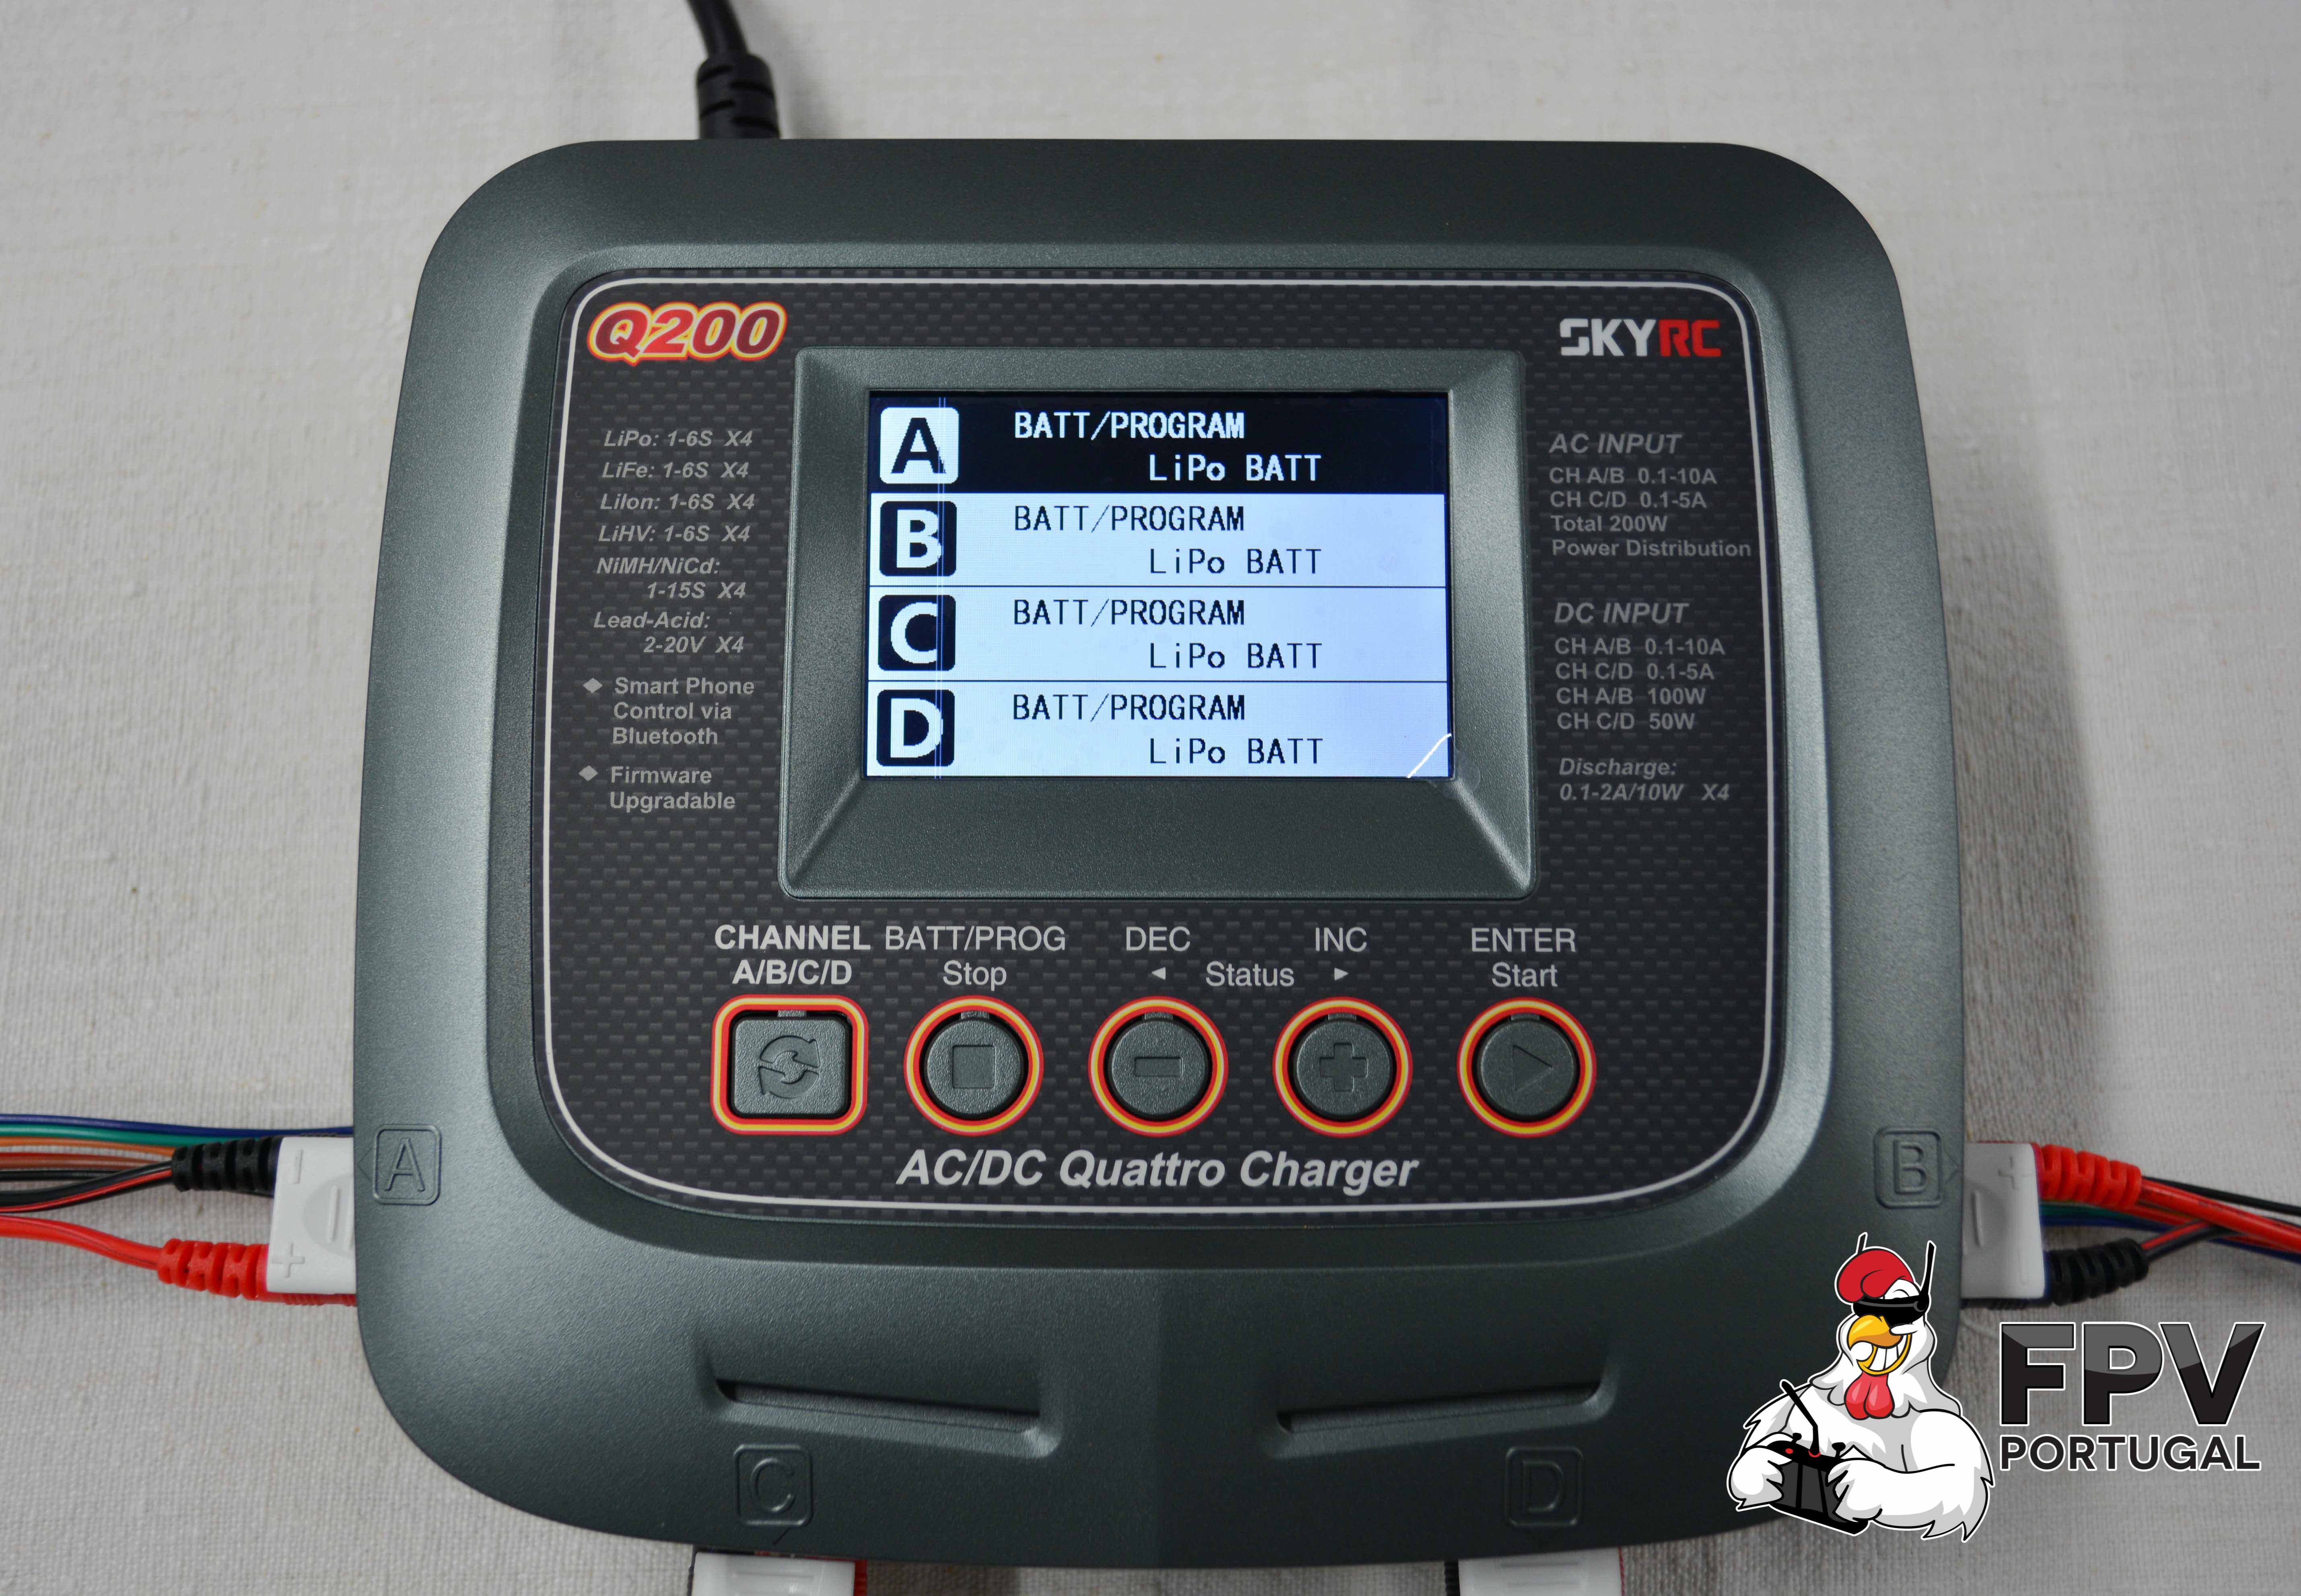 Q200
SKYRC
LiPo: 1-6S X4
LiFe: 1-6S X4
LiIon: 1-6S X4
LiHV: 1-6S X4
NiMH/NiCd:
1-15S X4
Lead-Acid:
2-20V X4
Smart Phone
Control via
Bluetooth
Firmware
Upgradable
A BATT/PROGRAM
LiPo BATT
B BATT/PROGRAM
LiPo BATT
C BATT/PROGRAM
LiPo BATT
D BATT/PROGRAM
LiPo BATT
AC INPUT
CH A/B 0.1-10A
CH C/D 0.1-5A
Total 200W
Power Distribution
DC INPUT
CH A/B 0.1-10A
CH C/D 0.1-5A
CH A/B 100W
CH C/D 50W
Discharge:
0.1-2A/10W X4
CHANNEL BATT/PROG DEC INC ENTER
A/B/C/D Stop ◄ Status ► Start
AC/DC Quattro Charger
A
B
C
D
FPV
PORTUGAL